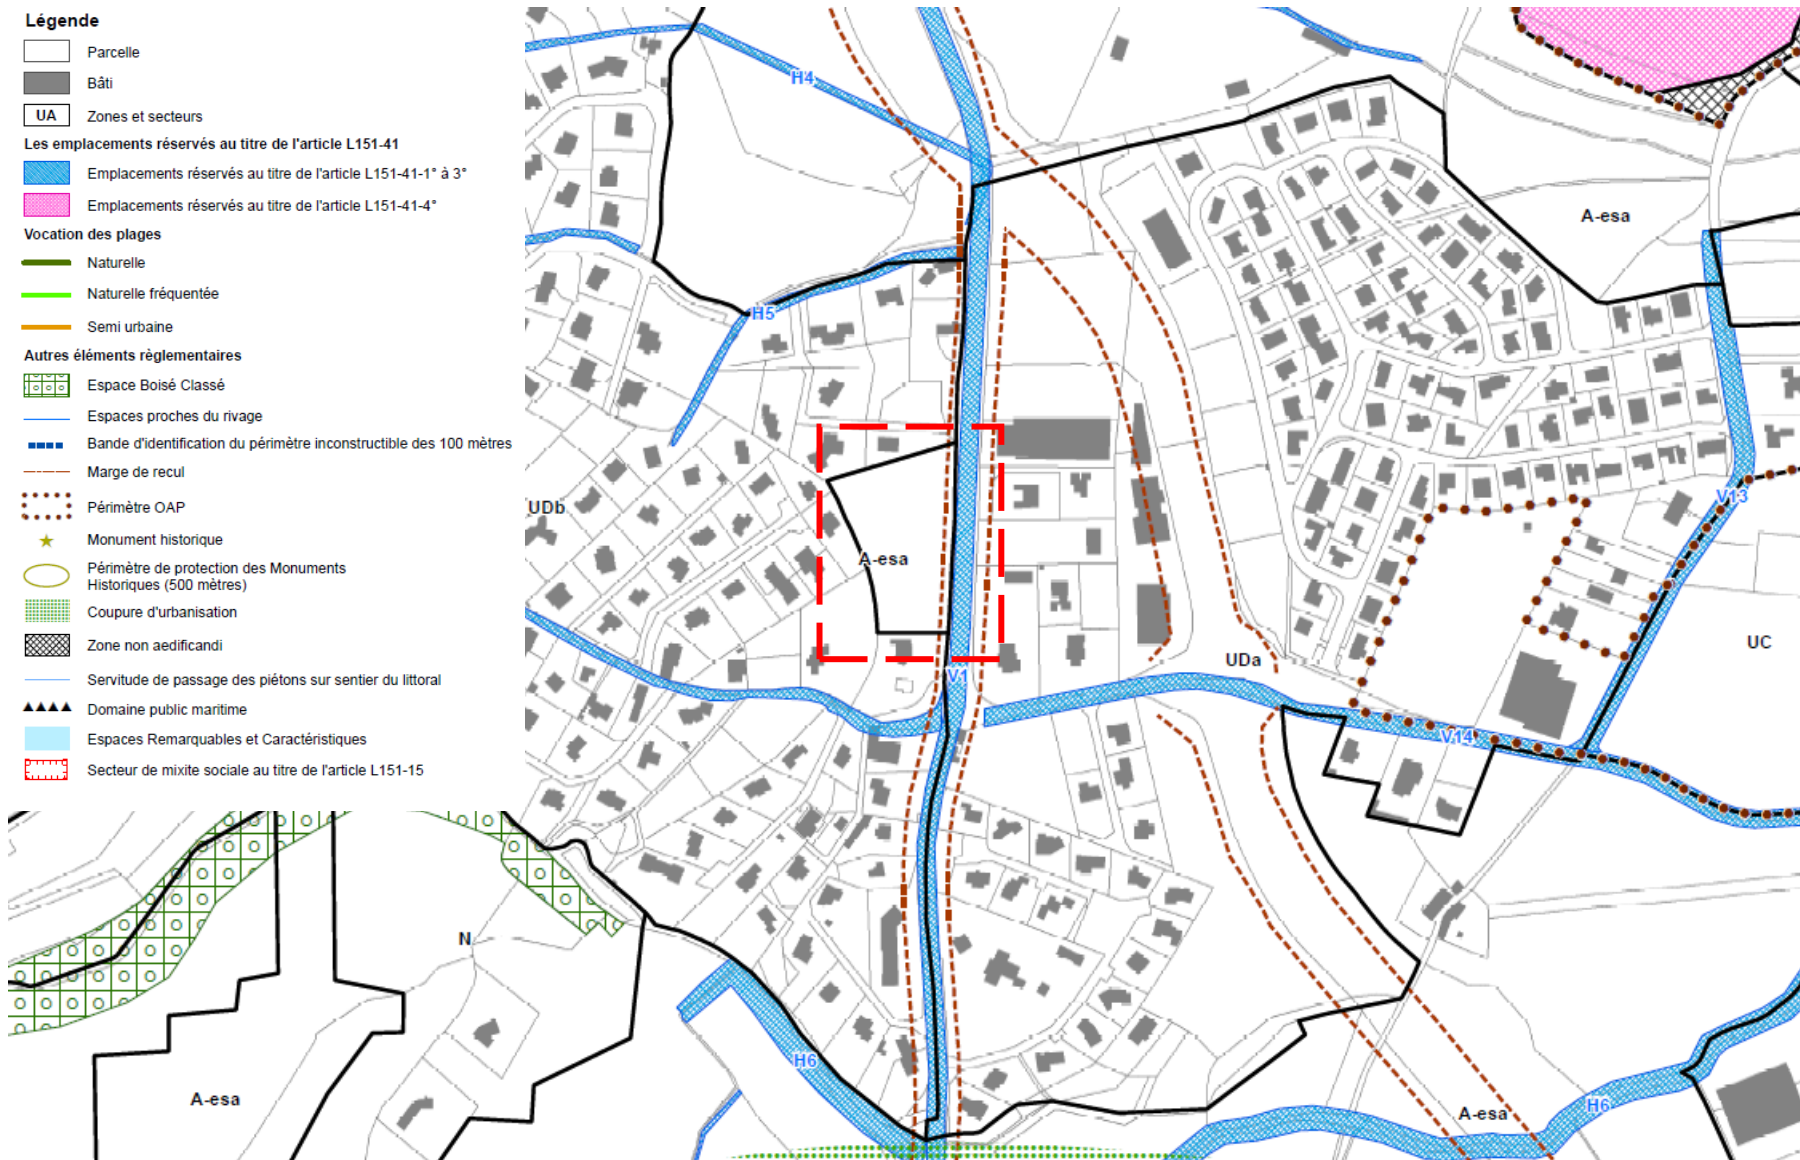 Légende
Parcelle
Bâti
UA Zones et secteurs
Les emplacements réservés au titre de l'article L151-41
Emplacements réservés au titre de l'article L151-41-1° à 3°
Emplacements réservés au titre de l'article L151-41-4°
Vocation des plages
Naturelle
Naturelle fréquentée
Semi urbaine
Autres éléments règlementaires
Espace Boisé Classé
Espaces proches du rivage
Bande d'identification du périmètre inconstructible des 100 mètres
Marge de recul
Périmètre OAP
Monument historique
Périmètre de protection des Monuments
Historiques (500 mètres)
Coupure d'urbanisation
Zone non aedificandi
Servitude de passage des piétons sur sentier du littoral
Domaine public maritime
Espaces Remarquables et Caractéristiques
Secteur de mixite sociale au titre de l'article L151-15
H4
A-esa
H5
V13
UDb
A-esa
UC
UDa
V1
V14
N
H6
A-esa
A-esa
H6